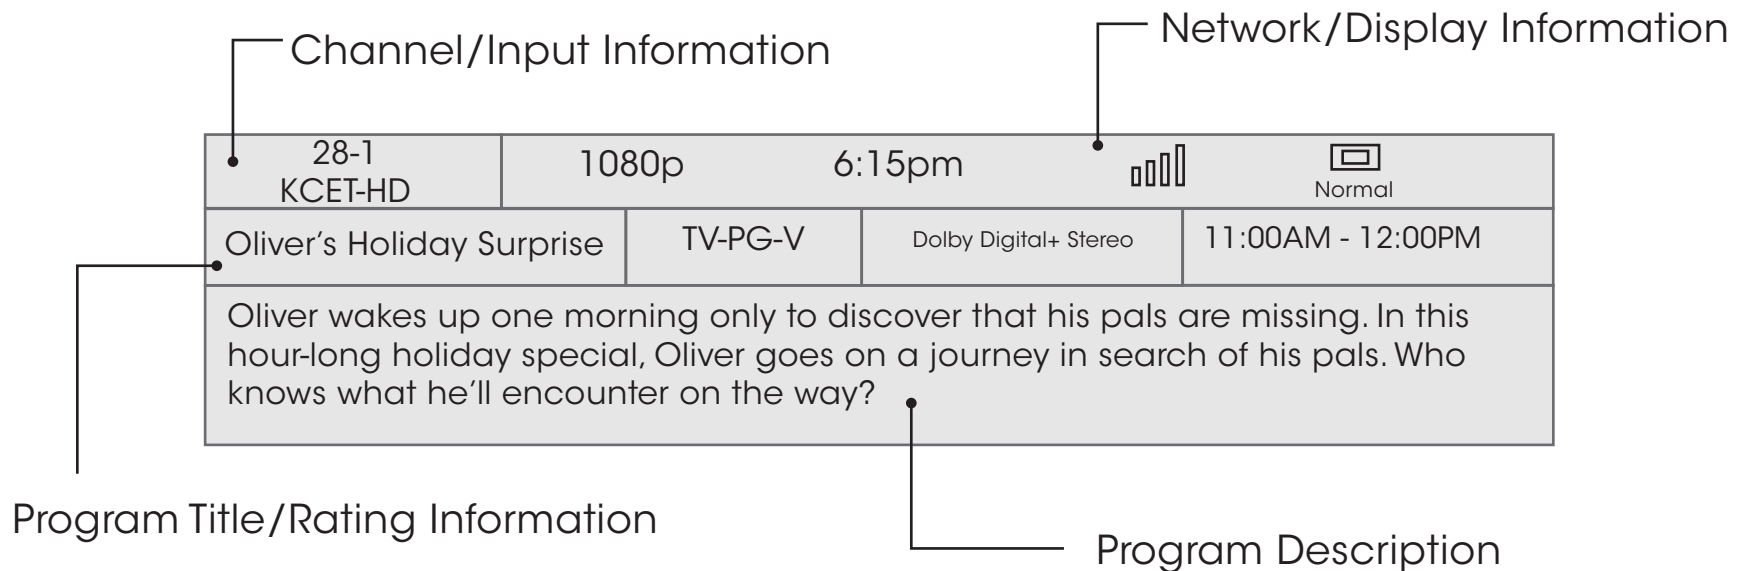 Channel/Input Information
Network/Display Information
28-1
KCET-HD
1080p
6:15pm
Normal
Oliver’s Holiday Surprise
TV-PG-V
Dolby Digital+ Stereo
11:00AM - 12:00PM
Oliver wakes up one morning only to discover that his pals are missing. In this
hour-long holiday special, Oliver goes on a journey in search of his pals. Who
knows what he’ll encounter on the way?
Program Title/Rating Information
Program Description